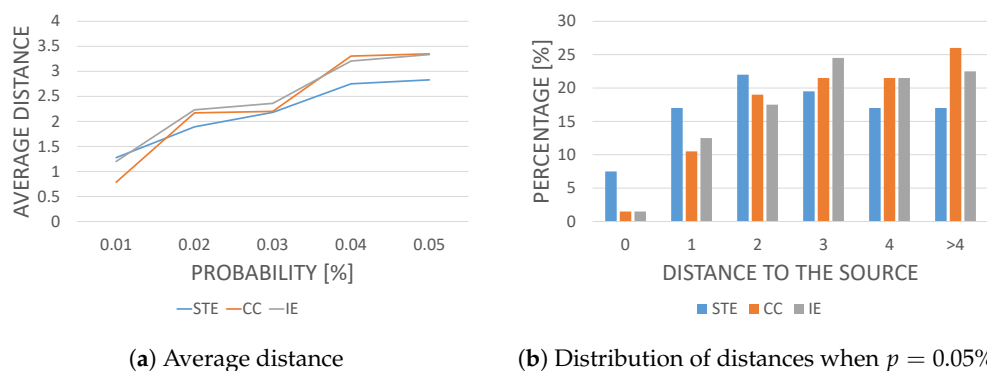 4
3.5
3
2.5
2
1.5
1
0.5
0
AVERAGE DISTANCE
0.01 0.02 0.03 0.04 0.05
PROBABILITY [%]
STE CC IE
(a) Average distance
30
25
20
15
10
5
0
PERCENTAGE [%]
0 1 2 3 4 >4
DISTANCE TO THE SOURCE
STE CC IE
(b) Distribution of distances when p = 0.05%